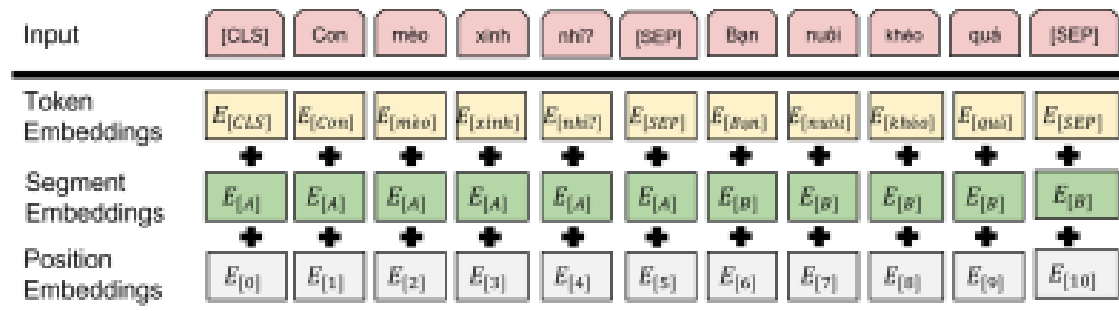 Input [CLS] Con mèo xinh nhỉ? [SEP] Bạn nuôi khéo quá [SEP]
Token
Embeddings
E[CLS] E[Con] E[mèo] E[xinh] E[nhỉ?] E[SEP] E[Bạn] E[nuôi] E[khéo] E[quá] E[SEP]
+ + + + + + + + + + +
Segment
Embeddings
E[A] E[A] E[A] E[A] E[A] E[A] E[B] E[B] E[B] E[B] E[B]
+ + + + + + + + + + +
Position
Embeddings
E[0] E[1] E[2] E[3] E[4] E[5] E[6] E[7] E[8] E[9] E[10]